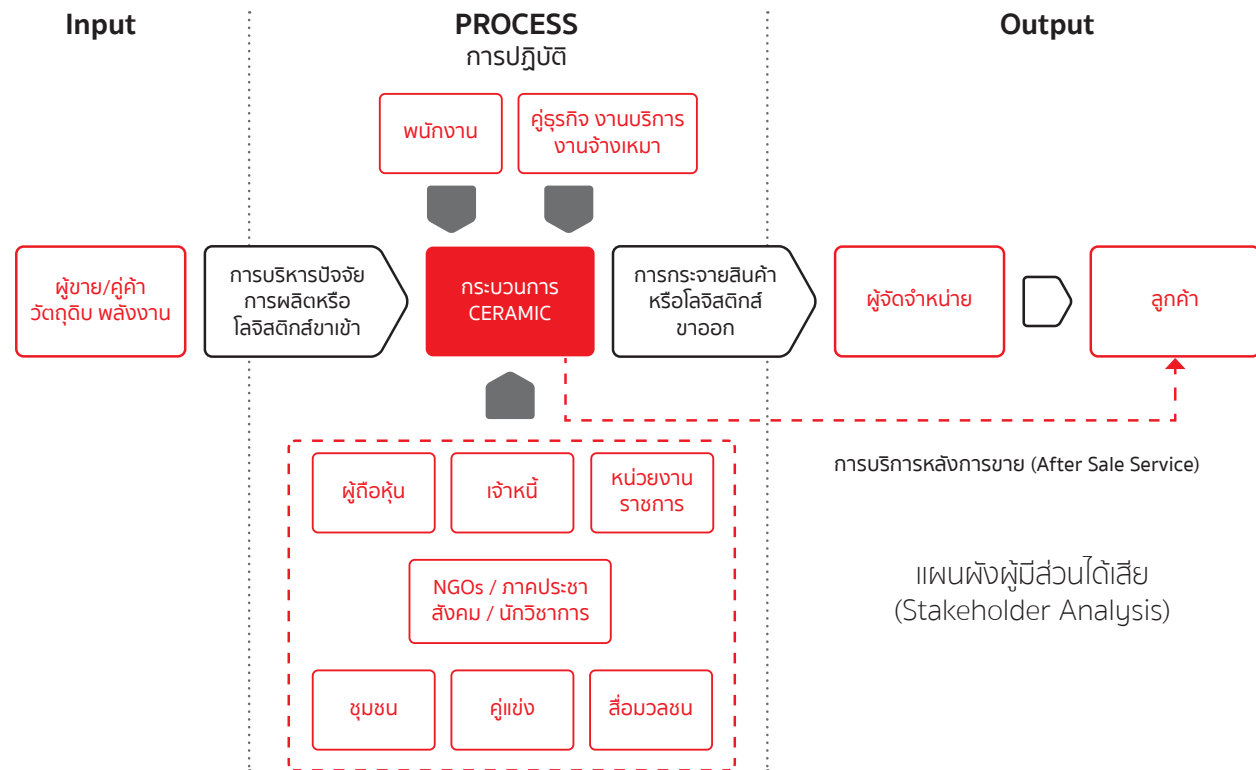 Input
PROCESS
การปฏิบัติ
Output
พนักงาน
คู่ธุรกิจ งานบริการ
งานจ้างเหมา
ผู้ขาย/คู่ค้า
วัตถุดิบ พลังงาน
การบริหารปัจจัย
การผลิตหรือ
โลจิสติกส์ขาเข้า
กระบวนการ
CERAMIC
การกระจายสินค้า
หรือโลจิสติกส์
ขาออก
ผู้จัดจำหน่าย
ลูกค้า
การบริการหลังการขาย (After Sale Service)
ผู้ถือหุ้น
เจ้าหนี้
หน่วยงาน
ราชการ
NGOs / ภาคประชา
สังคม / นักวิชาการ
ชุมชน
คู่แข่ง
สื่อมวลชน
แผนผังผู้มีส่วนได้เสีย
(Stakeholder Analysis)